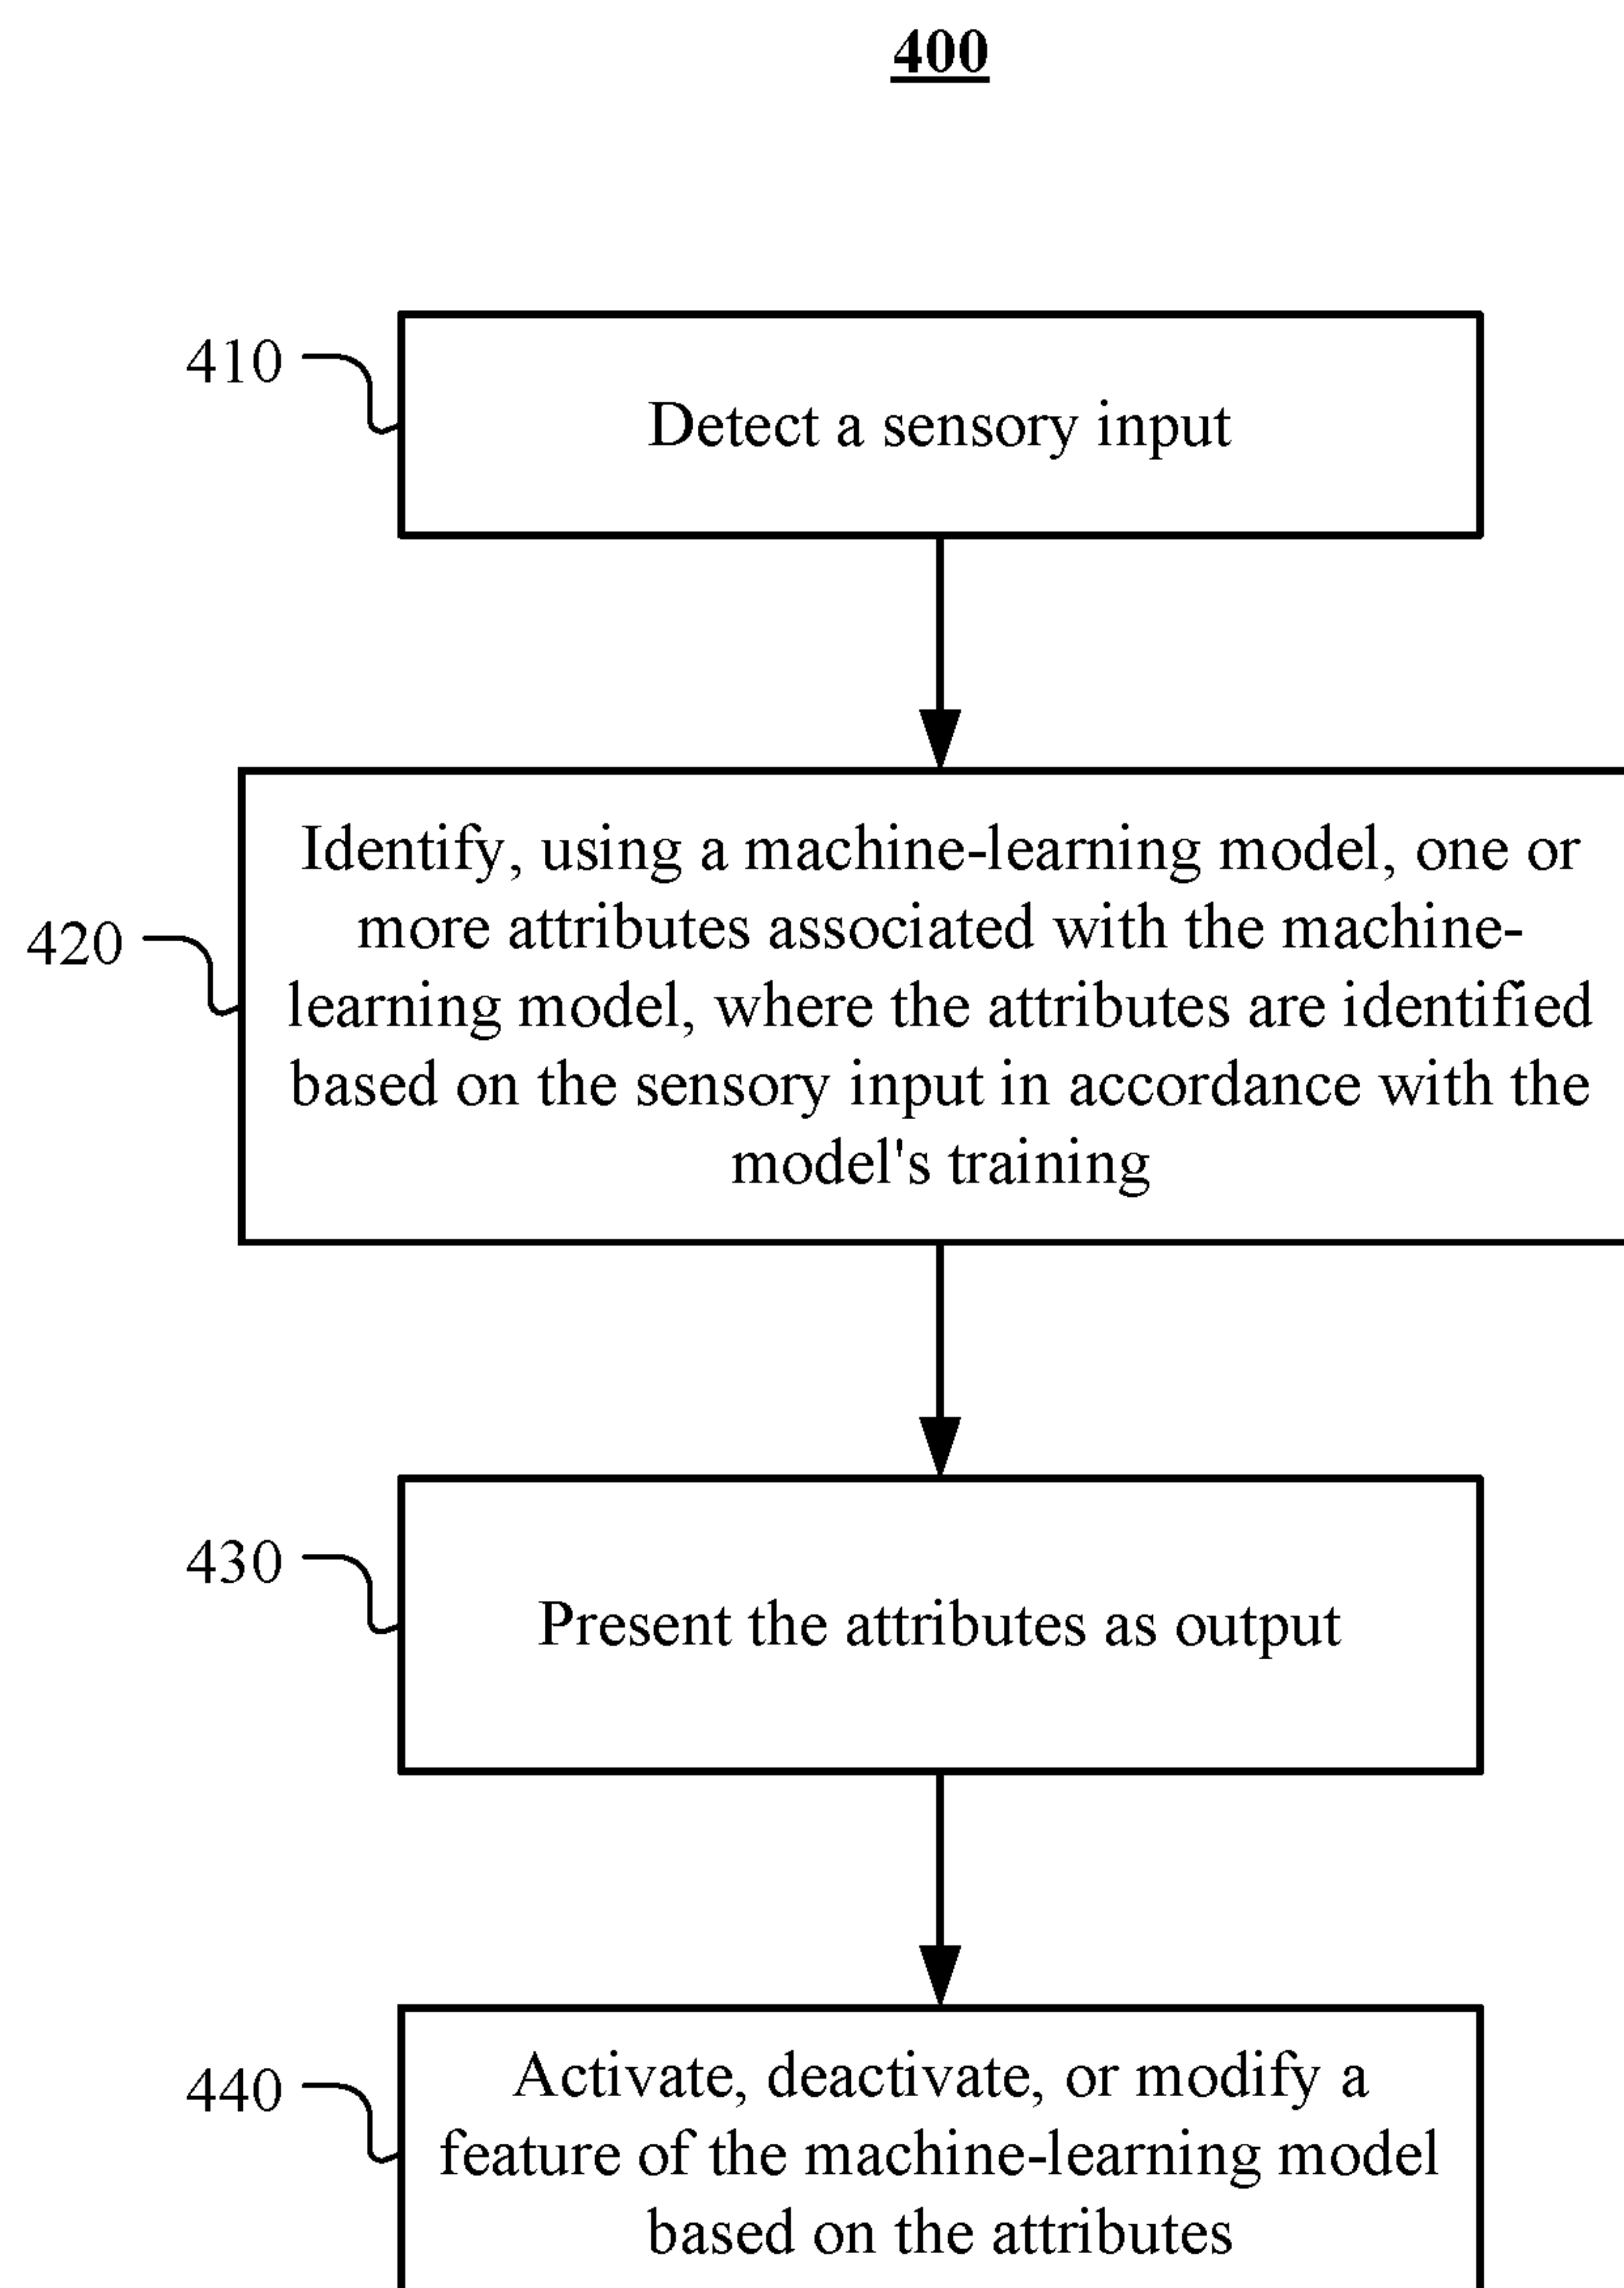 400
410
Detect a sensory input
420
Identify, using a machine-learning model, one or
more attributes associated with the machine-
learning model, where the attributes are identified
based on the sensory input in accordance with the
model's training
430
Present the attributes as output
440
Activate, deactivate, or modify a
feature of the machine-learning model
based on the attributes